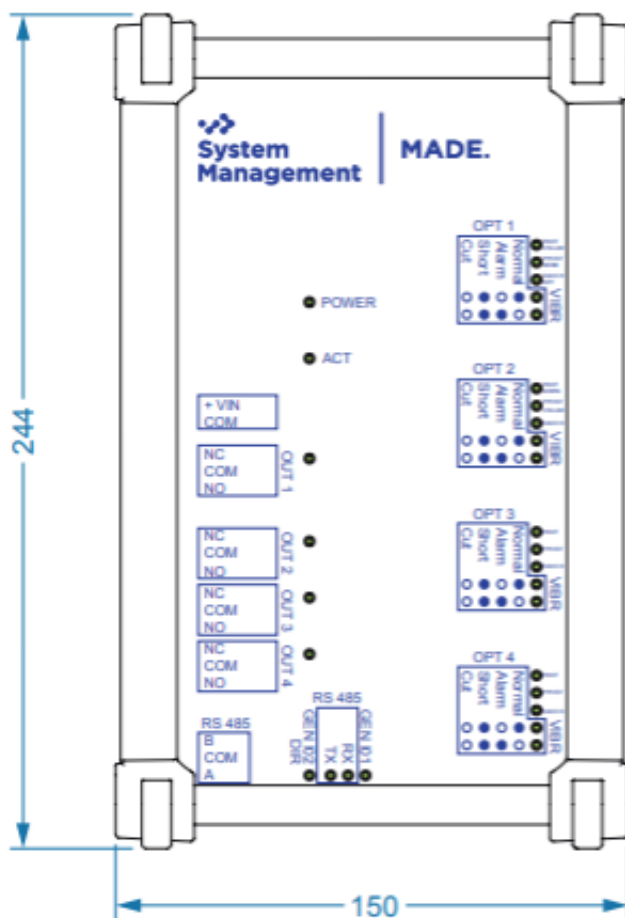 System
Management
MADE.
OPT 1
Normal
Alarm
Short
Cut
VIBR
POWER
ACT
OPT 2
Normal
Alarm
Short
Cut
VIBR
+ VIN
COM
NC
COM
NO
OUT 1
OPT 3
Normal
Alarm
Short
Cut
VIBR
NC
COM
NO
OUT 2
NC
COM
NO
OUT 3
NC
COM
NO
OUT 4
OPT 4
Normal
Alarm
Short
Cut
VIBR
RS 485
B
COM
A
RS 485
GEN D2
DIR
TX
RX
GEN D1
244
150